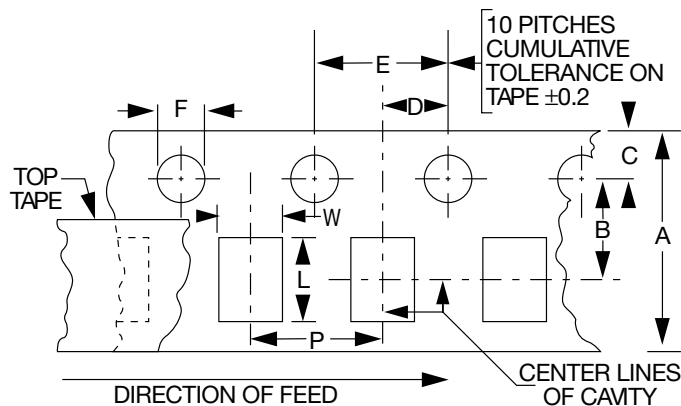 10 PITCHES
CUMULATIVE
TOLERANCE ON
TAPE ±0.2
E
F
D
C
TOP
TAPE
W
B
A
L
P
CENTER LINES
OF CAVITY
DIRECTION OF FEED